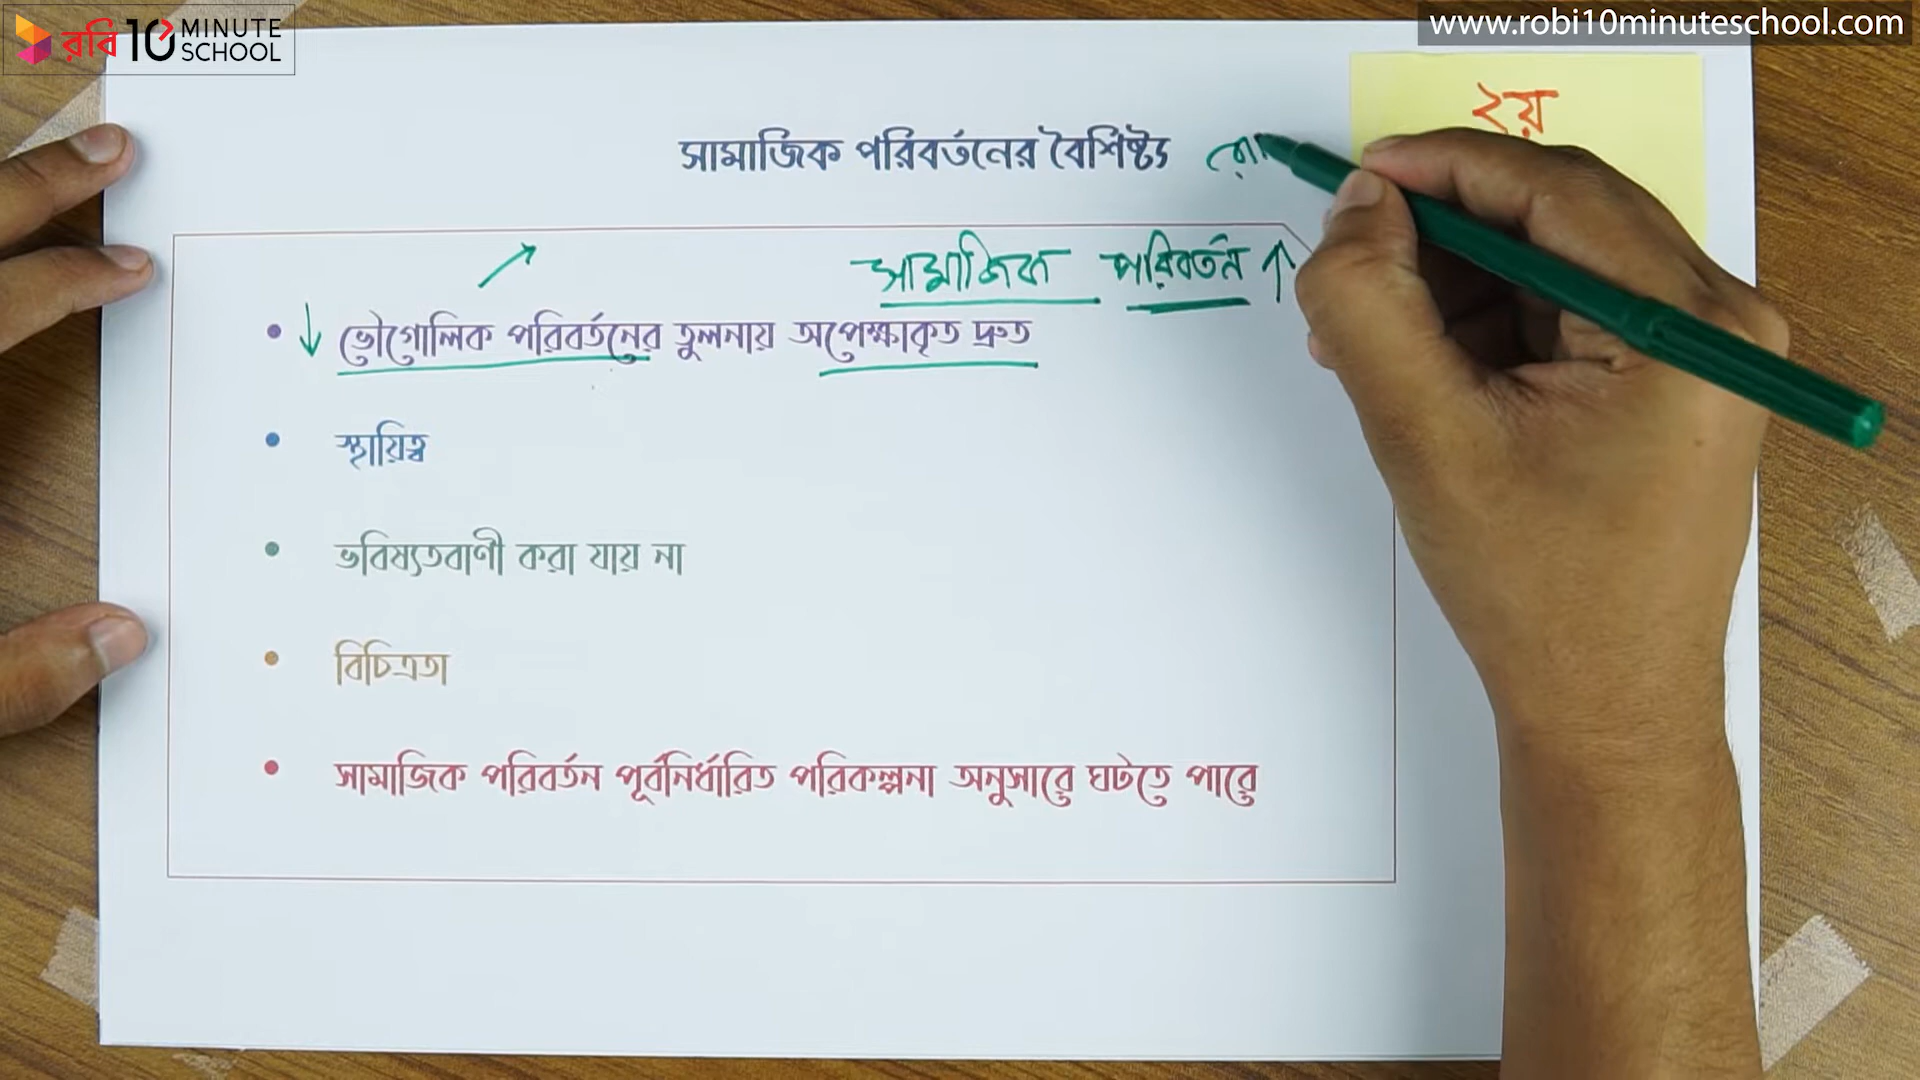 রবি 10 MINUTE SCHOOL
www.robi10minuteschool.com
২য়
সামাজিক পরিবর্তনের বৈশিষ্ট্য
সামাজিক পরিবর্তন ↑
• ↓ ভৌগোলিক পরিবর্তনের তুলনায় অপেক্ষাকৃত দ্রুত
• স্থায়িত্ব
• ভবিষ্যতবাণী করা যায় না
• বিচিত্রতা
• সামাজিক পরিবর্তন পূর্বনির্ধারিত পরিকল্পনা অনুসারে ঘটতে পারে